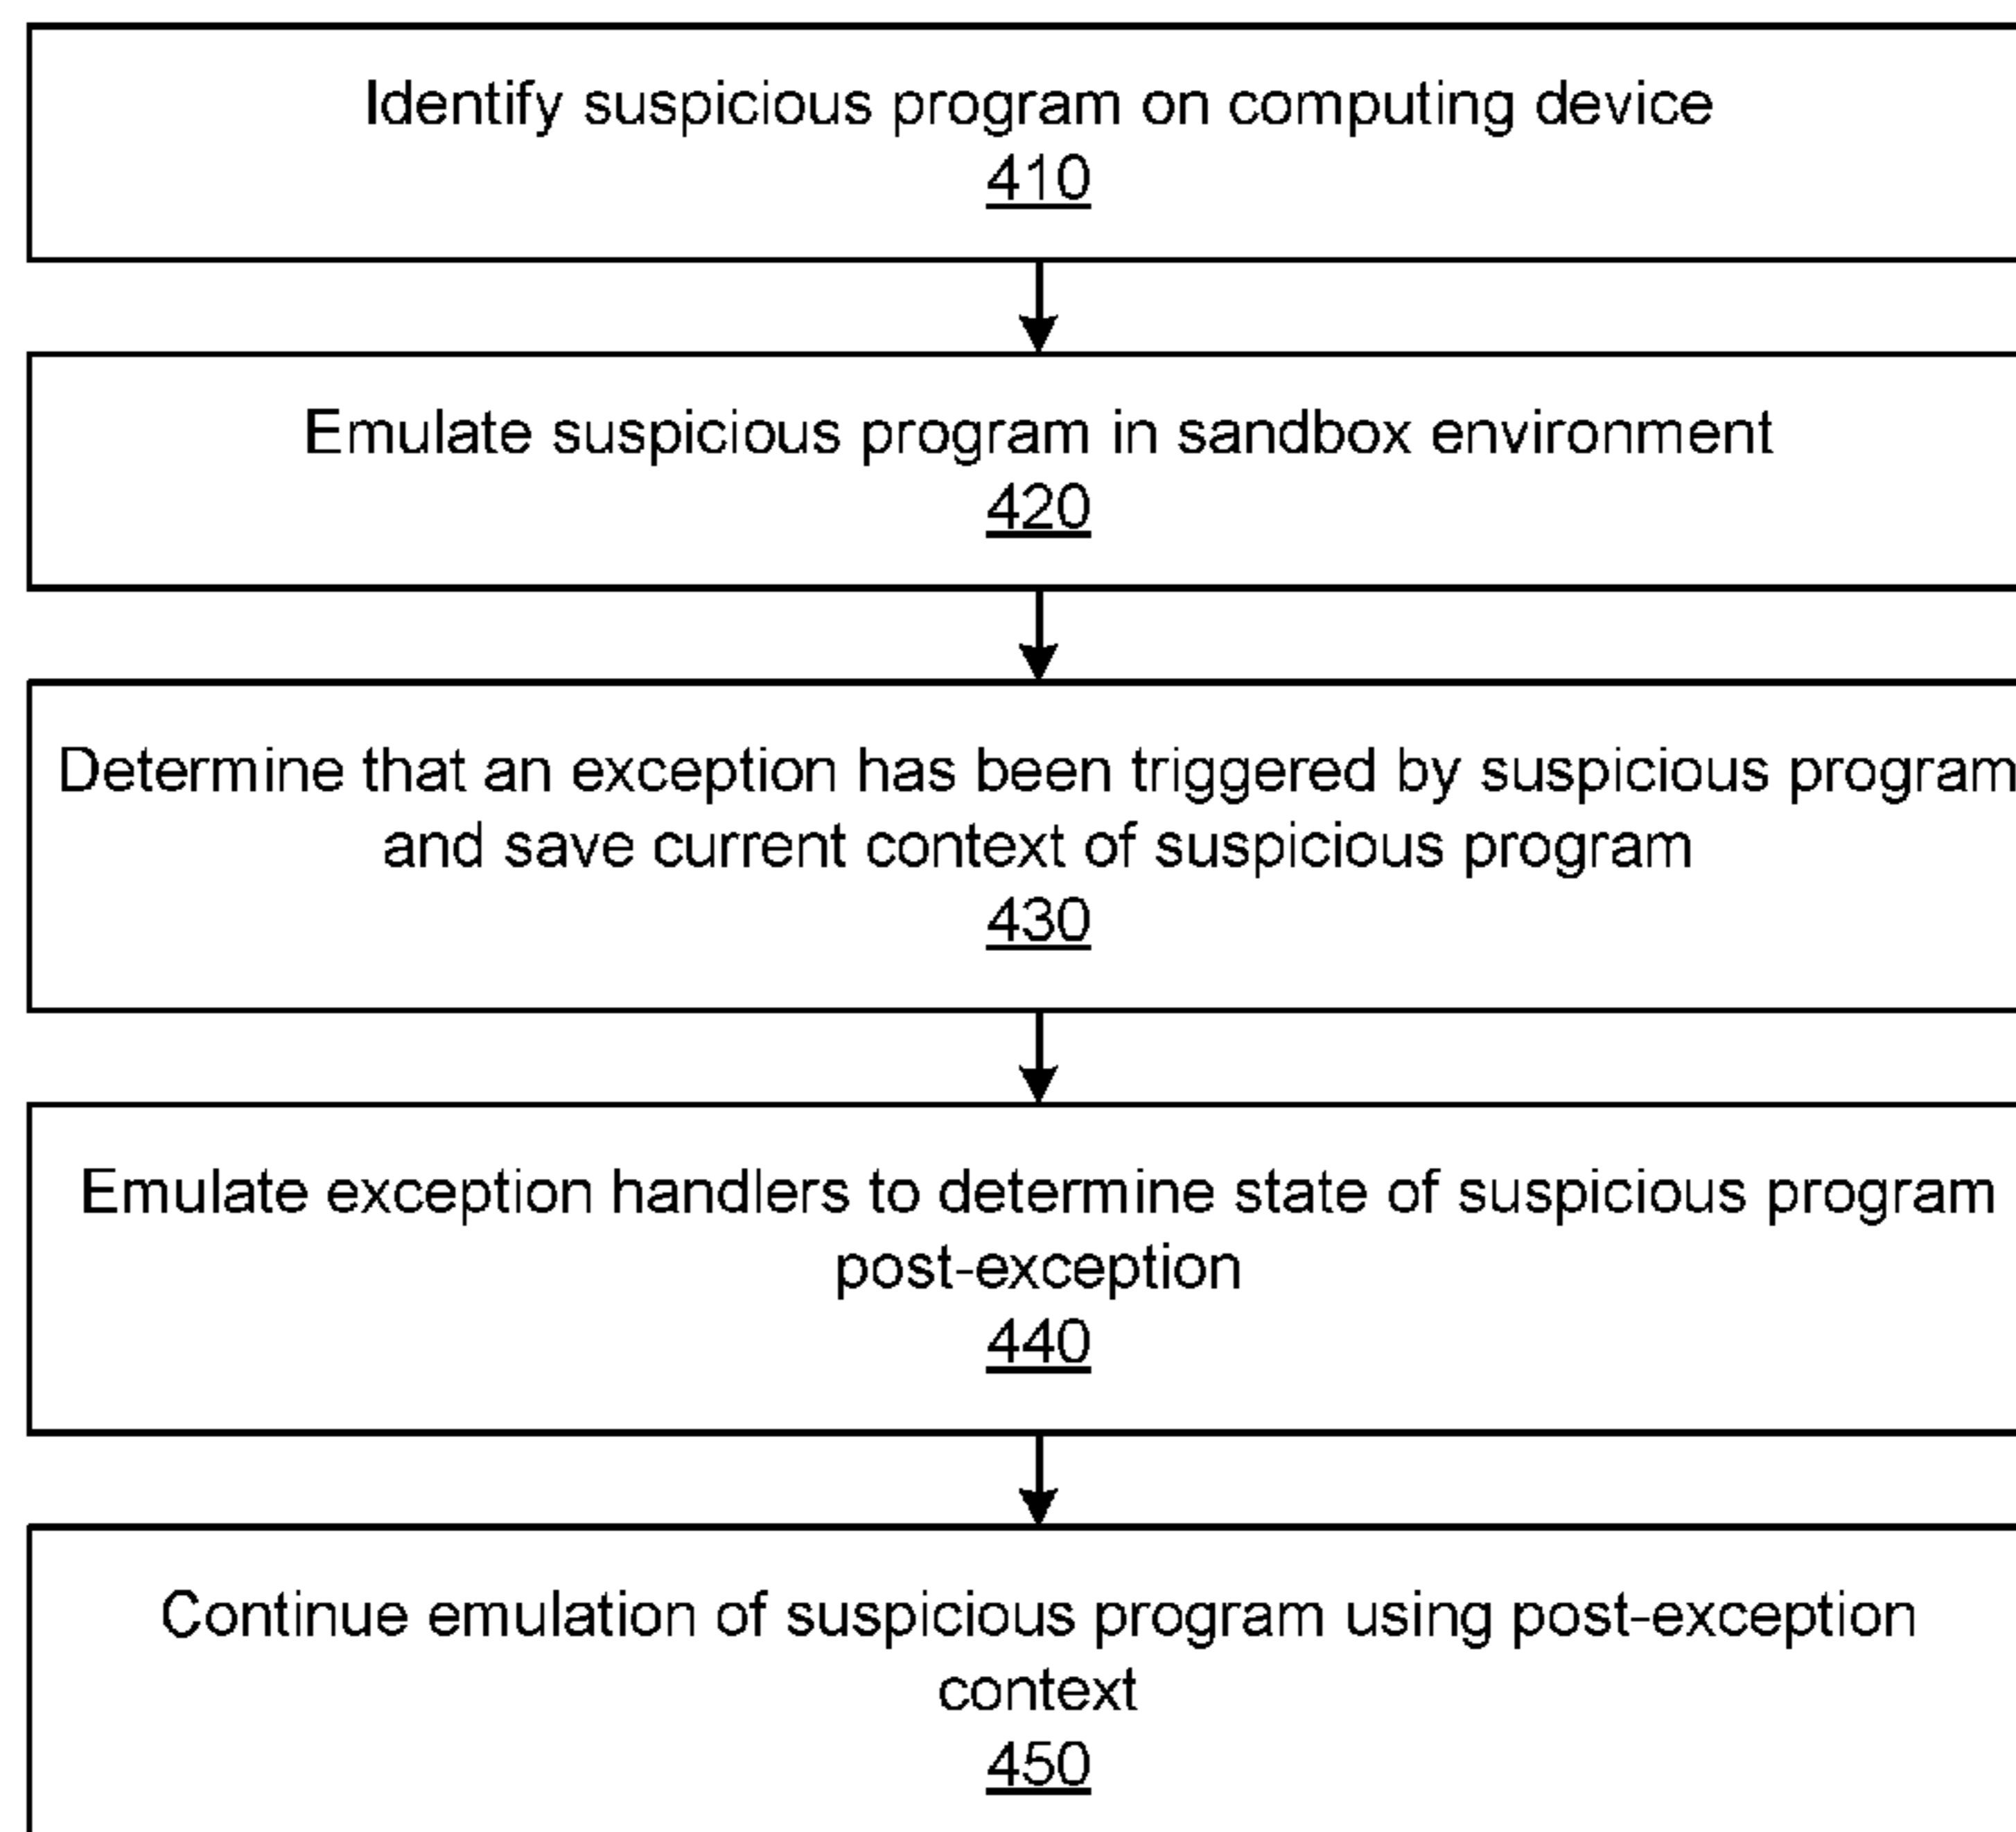 Identify suspicious program on computing device
410
Emulate suspicious program in sandbox environment
420
Determine that an exception has been triggered by suspicious program
and save current context of suspicious program
430
Emulate exception handlers to determine state of suspicious program
post-exception
440
Continue emulation of suspicious program using post-exception
context
450